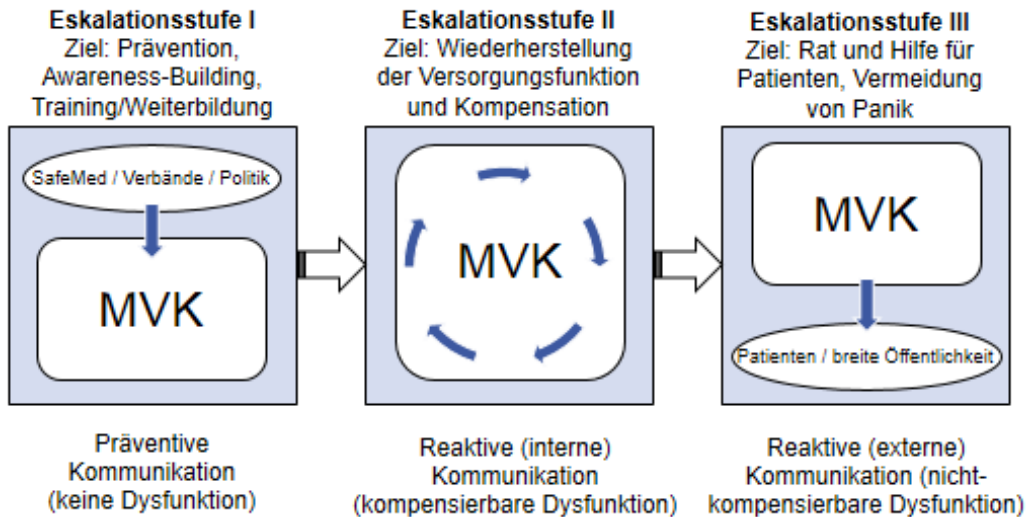 Eskalationsstufe I
Ziel: Prävention,
Awareness-Building,
Training/Weiterbildung
SafeMed / Verbände / Politik
MVK
Präventive
Kommunikation
(keine Dysfunktion)
Eskalationsstufe II
Ziel: Wiederherstellung
der Versorgungsfunktion
und Kompensation
MVK
Reaktive (interne)
Kommunikation
(kompensierbare Dysfunktion)
Eskalationsstufe III
Ziel: Rat und Hilfe für
Patienten, Vermeidung
von Panik
MVK
Patienten / breite Öffentlichkeit
Reaktive (externe)
Kommunikation (nicht-
kompensierbare Dysfunktion)